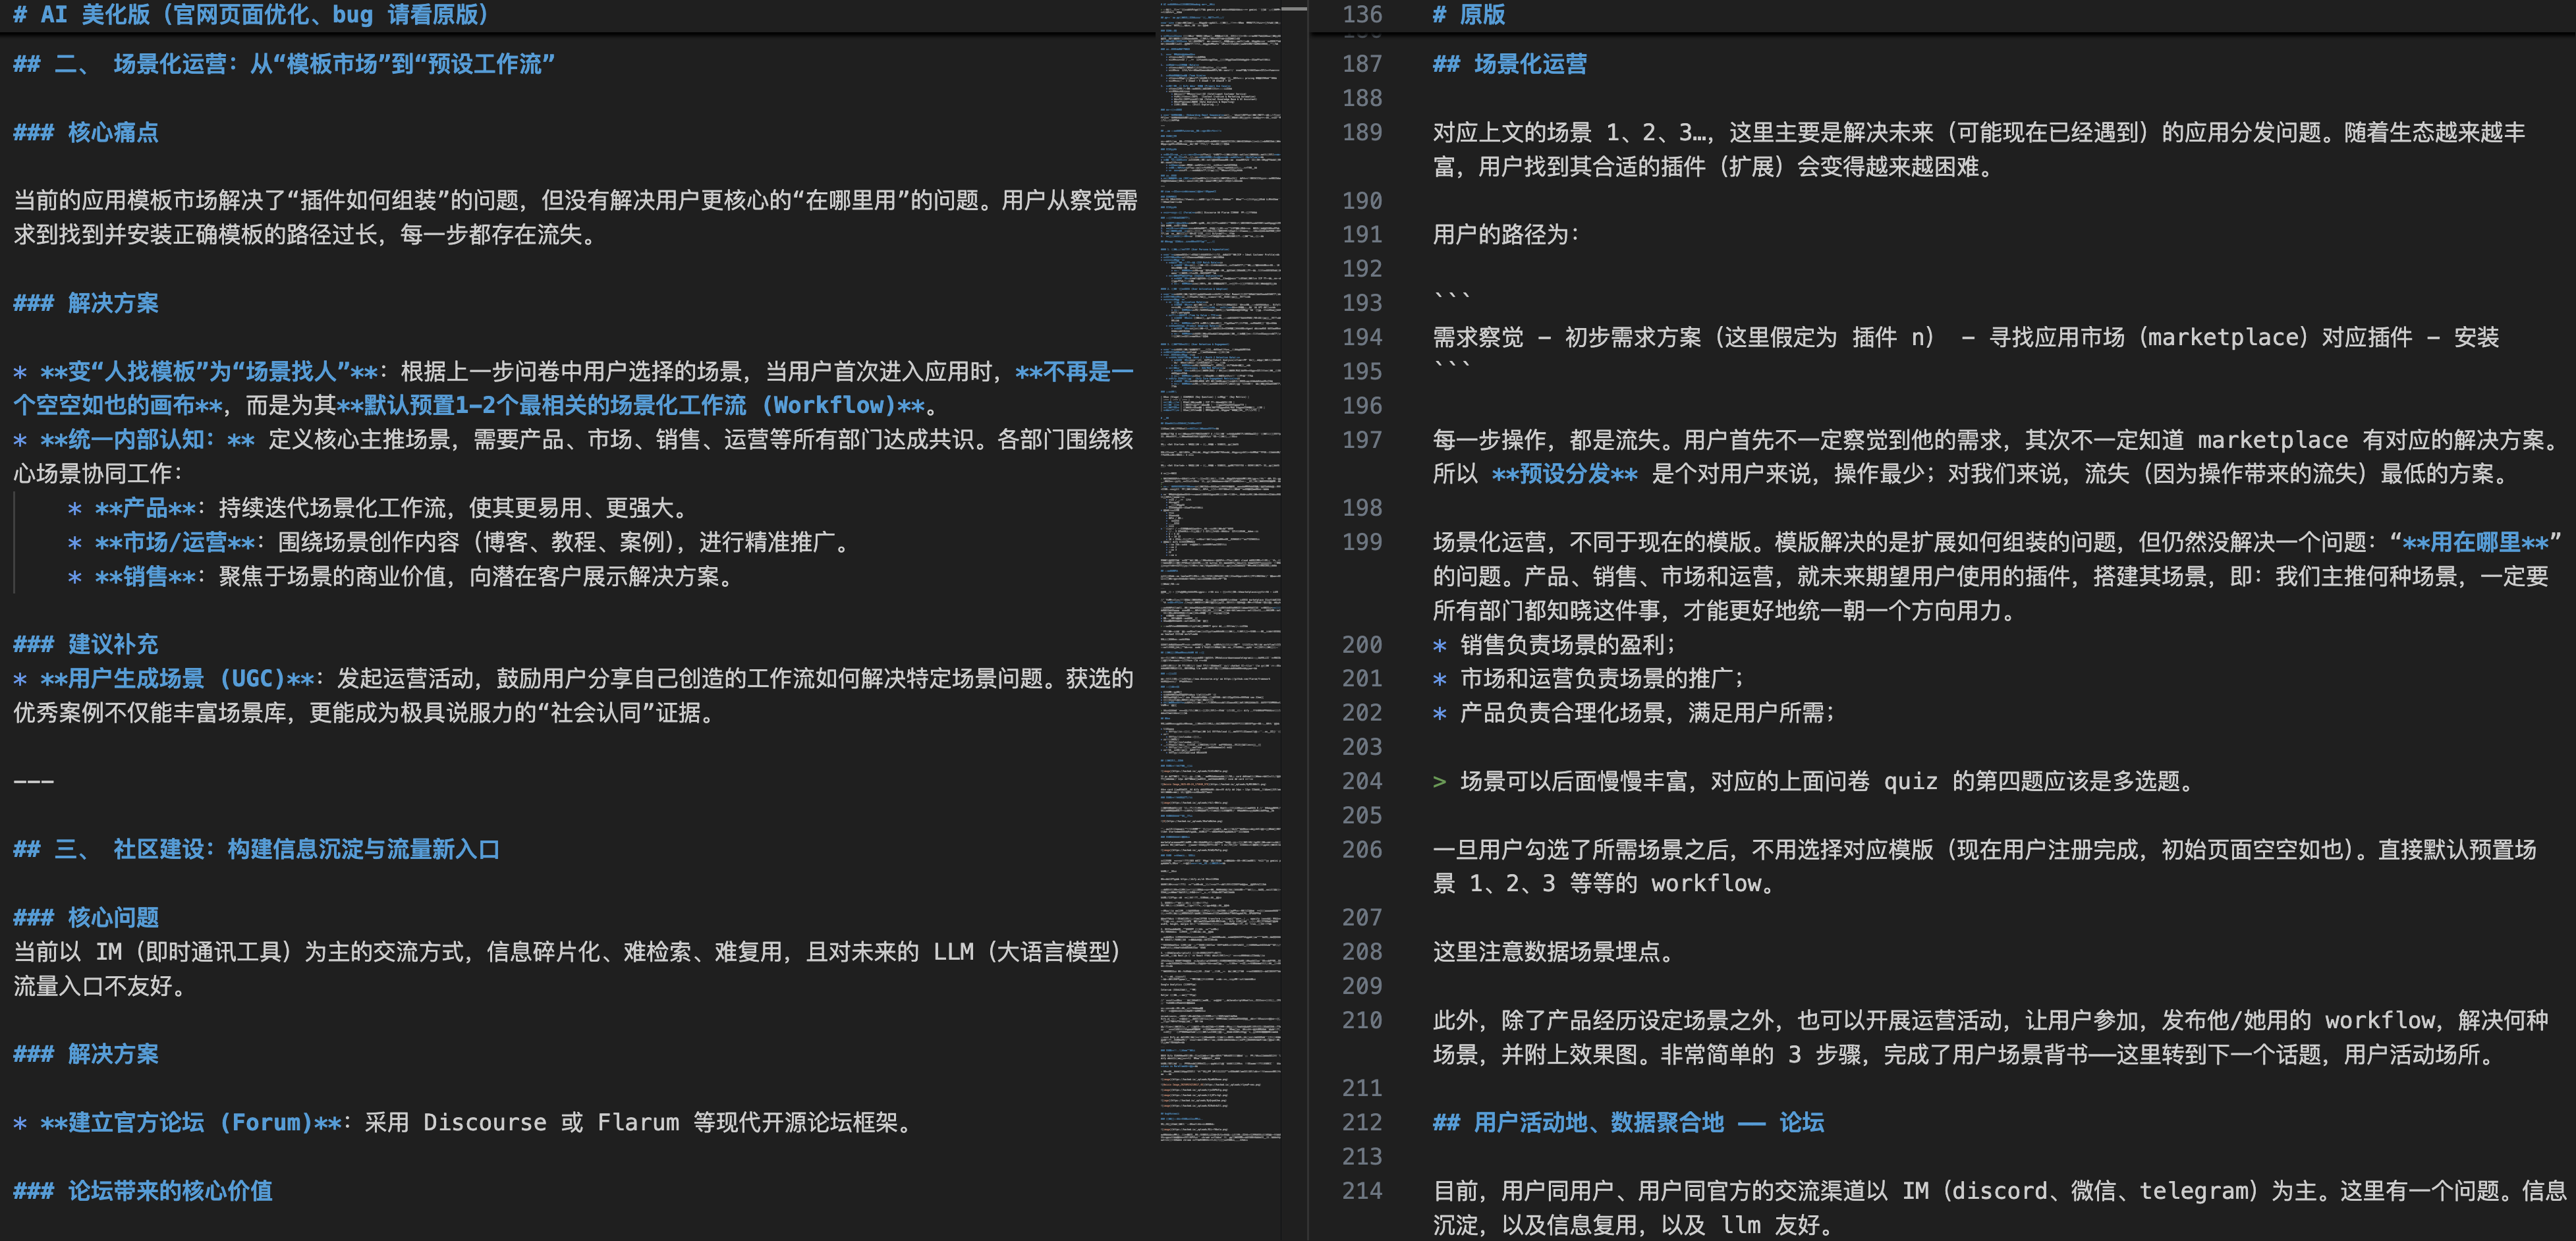 # AI 美化版（官网页面优化、bug 请看原版）
## 二、 场景化运营：从“模板市场”到“预设工作流”
### 核心痛点
当前的应用模板市场解决了“插件如何组装”的问题，但没有解决用户更核心的“在哪里用”的问题。用户从察觉需
求到找到并安装正确模板的路径过长，每一步都存在流失。
### 解决方案
* **变“人找模板”为“场景找人”**：根据上一步问卷中用户选择的场景，当用户首次进入应用时，**不再是一
个空空如也的画布**，而是为其**默认预置1-2个最相关的场景化工作流 (Workflow)**。
* **统一内部认知：** 定义核心主推场景，需要产品、市场、销售、运营等所有部门达成共识。各部门围绕核
心场景协同工作：
* **产品**：持续迭代场景化工作流，使其更易用、更强大。
* **市场/运营**：围绕场景创作内容（博客、教程、案例），进行精准推广。
* **销售**：聚焦于场景的商业价值，向潜在客户展示解决方案。
### 建议补充
* **用户生成场景 (UGC)**：发起运营活动，鼓励用户分享自己创造的工作流如何解决特定场景问题。获选的
优秀案例不仅能丰富场景库，更能成为极具说服力的“社会认同”证据。
---
## 三、 社区建设：构建信息沉淀与流量新入口
### 核心问题
当前以 IM（即时通讯工具）为主的交流方式，信息碎片化、难检索、难复用，且对未来的 LLM（大语言模型）
流量入口不友好。
### 解决方案
* **建立官方论坛 (Forum)**：采用 Discourse 或 Flarum 等现代开源论坛框架。
### 论坛带来的核心价值
136 # 原版
187 ## 场景化运营
188
189 对应上文的场景 1、2、3…，这里主要是解决未来（可能现在已经遇到）的应用分发问题。随着生态越来越丰
富，用户找到其合适的插件（扩展）会变得越来越困难。
190
191 用户的路径为：
192
193 ```
194 需求察觉 - 初步需求方案（这里假定为 插件 n） - 寻找应用市场（marketplace）对应插件 - 安装
195 ```
196
197 每一步操作，都是流失。用户首先不一定察觉到他的需求，其次不一定知道 marketplace 有对应的解决方案。
所以 **预设分发** 是个对用户来说，操作最少；对我们来说，流失（因为操作带来的流失）最低的方案。
198
199 场景化运营，不同于现在的模版。模版解决的是扩展如何组装的问题，但仍然没解决一个问题：“**用在哪里**”
的问题。产品、销售、市场和运营，就未来期望用户使用的插件，搭建其场景，即：我们主推何种场景，一定要
所有部门都知晓这件事，才能更好地统一朝一个方向用力。
200 * 销售负责场景的盈利；
201 * 市场和运营负责场景的推广；
202 * 产品负责合理化场景，满足用户所需；
203
204 > 场景可以后面慢慢丰富，对应的上面问卷 quiz 的第四题应该是多选题。
205
206 一旦用户勾选了所需场景之后，不用选择对应模版（现在用户注册完成，初始页面空空如也）。直接默认预置场
景 1、2、3 等等的 workflow。
207
208 这里注意数据场景埋点。
209
210 此外，除了产品经历设定场景之外，也可以开展运营活动，让用户参加，发布他/她用的 workflow，解决何种
场景，并附上效果图。非常简单的 3 步骤，完成了用户场景背书——这里转到下一个话题，用户活动场所。
211
212 ## 用户活动地、数据聚合地 —— 论坛
213
214 目前，用户同用户、用户同官方的交流渠道以 IM（discord、微信、telegram）为主。这里有一个问题。信息
沉淀，以及信息复用，以及 llm 友好。